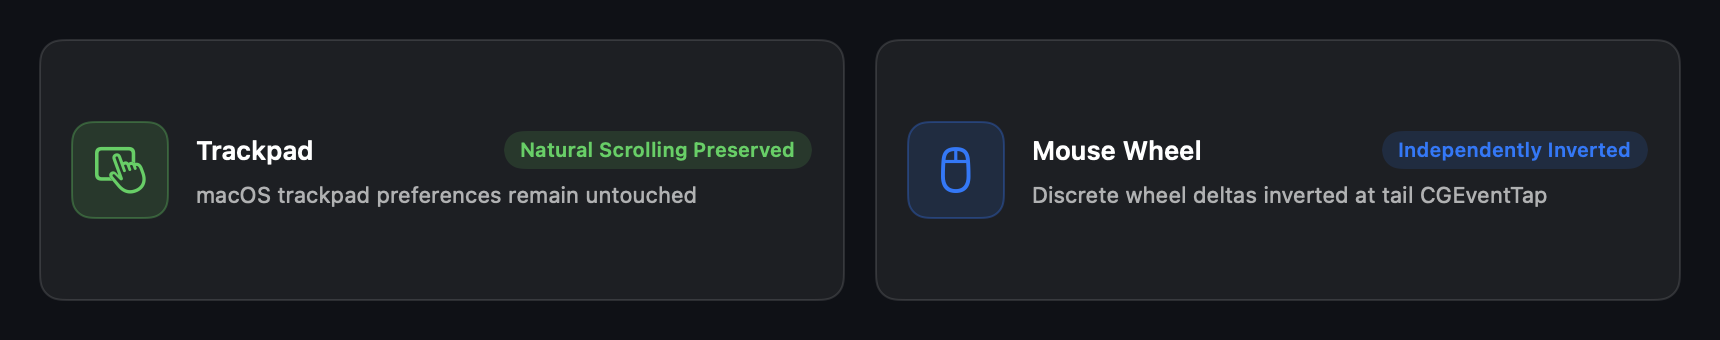 Trackpad
Natural Scrolling Preserved
macOS trackpad preferences remain untouched
Mouse Wheel
Independently Inverted
Discrete wheel deltas inverted at tail CGEventTap